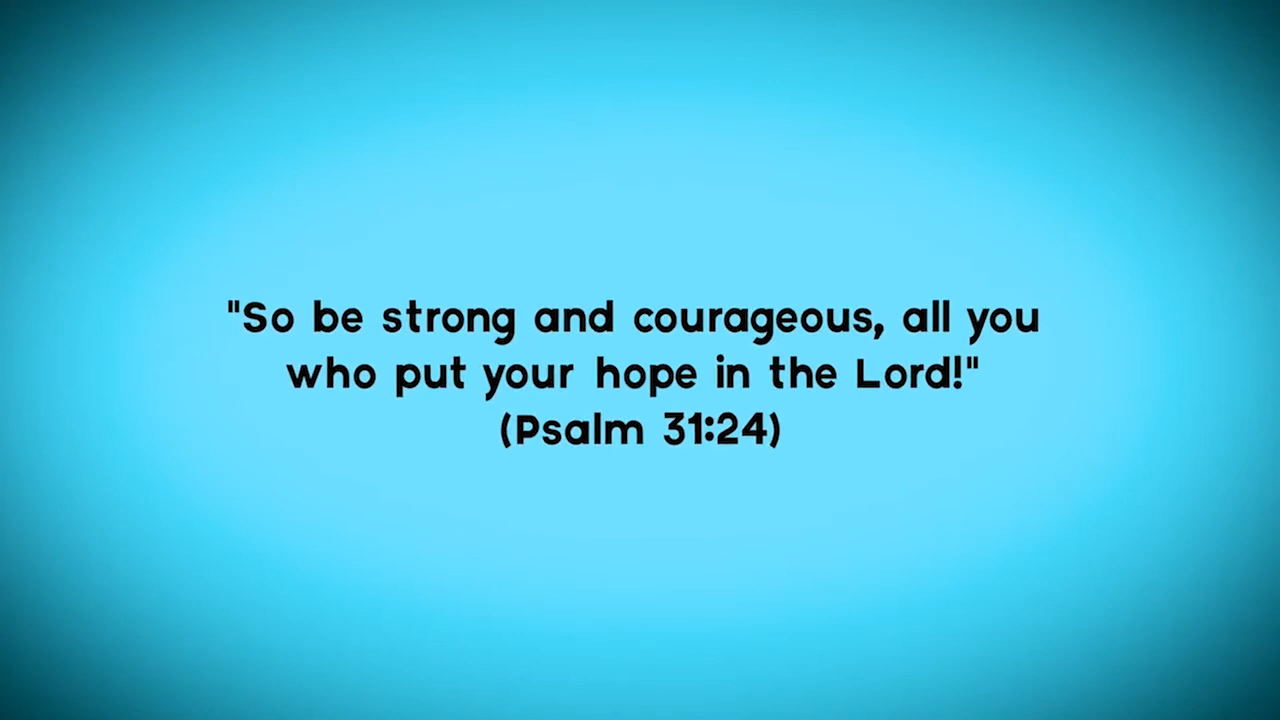 "So be strong and courageous, all you
who put your hope in the Lord!"
(Psalm 31:24)